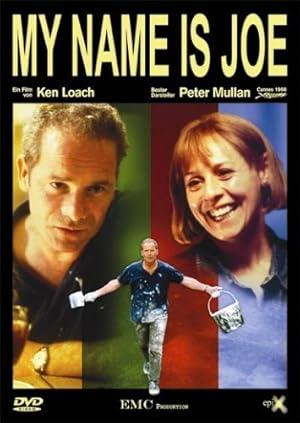 MY NAME IS JOE
Ein Film von Ken Loach
Bester Darsteller Peter Mullan Cannes 1998
DVD
VIDEO
EMC PRODUKTION
epiX